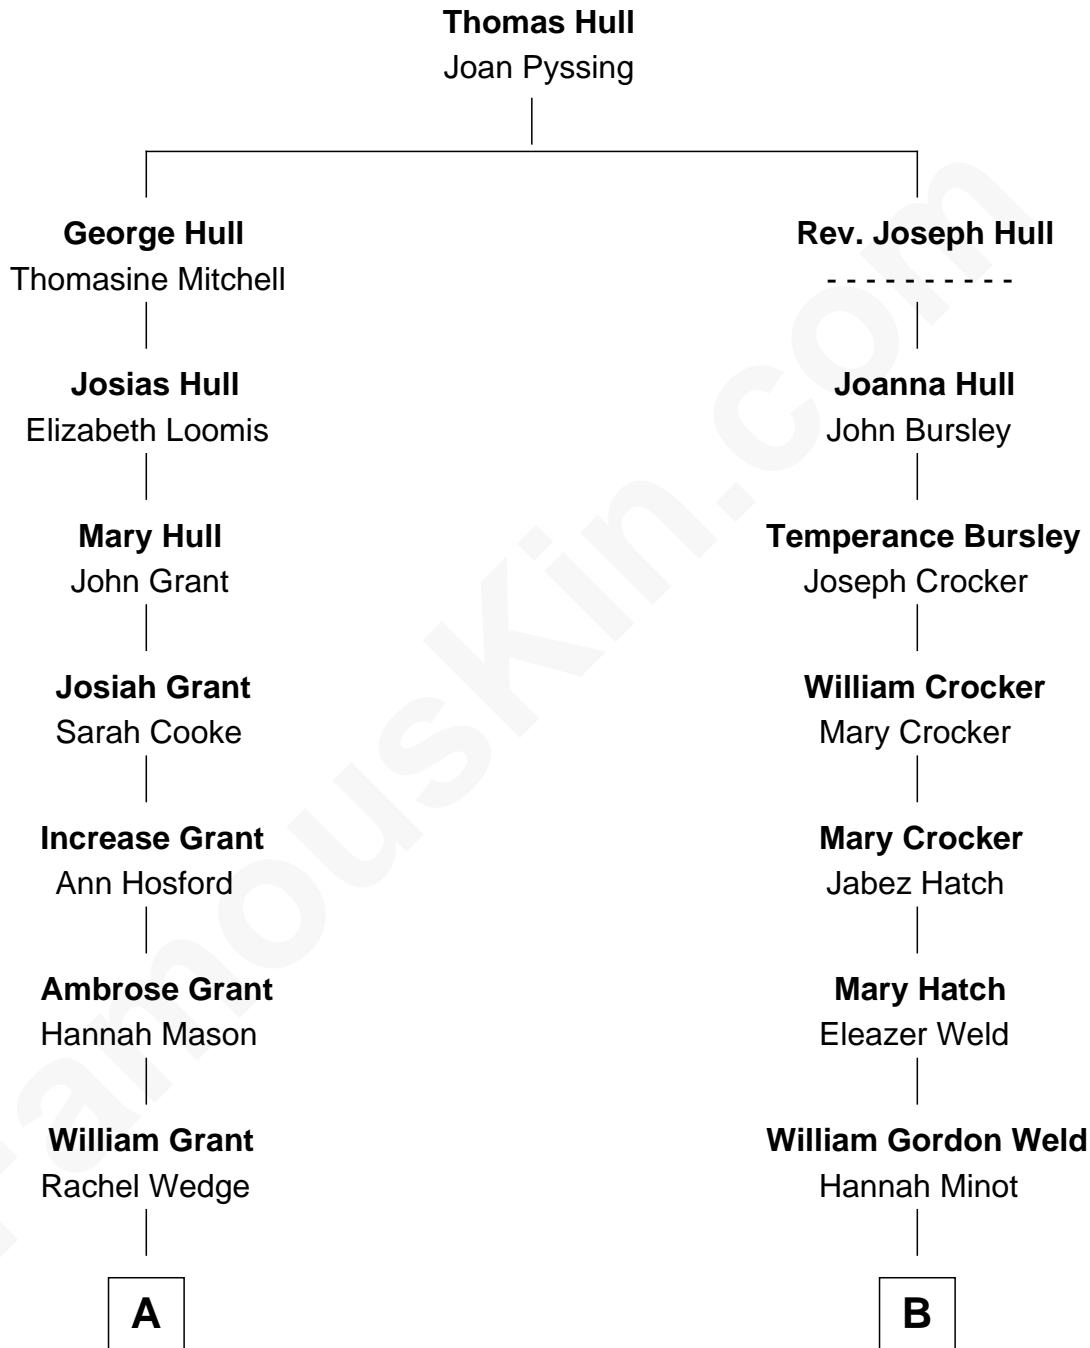 Thomas Hull
Joan Pyssing
George Hull
Thomasine Mitchell
Rev. Joseph Hull
- - - - - - - - - -
Josias Hull
Elizabeth Loomis
Joanna Hull
John Bursley
Mary Hull
John Grant
Temperance Bursley
Joseph Crocker
Josiah Grant
Sarah Cooke
William Crocker
Mary Crocker
Increase Grant
Ann Hosford
Mary Crocker
Jabez Hatch
Ambrose Grant
Hannah Mason
Mary Hatch
Eleazer Weld
William Grant
Rachel Wedge
William Gordon Weld
Hannah Minot
A
B
FamousKin.com